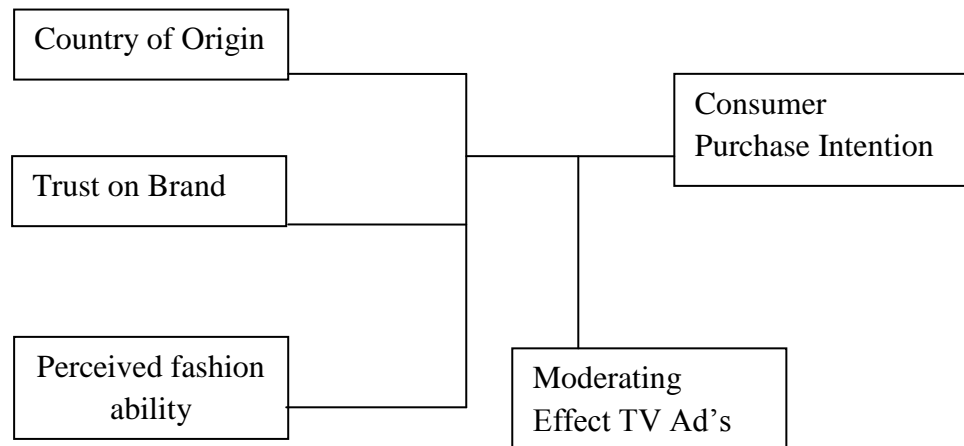 Country of Origin
Consumer
Purchase Intention
Trust on Brand
Perceived fashion
ability
Moderating
Effect TV Ad’s